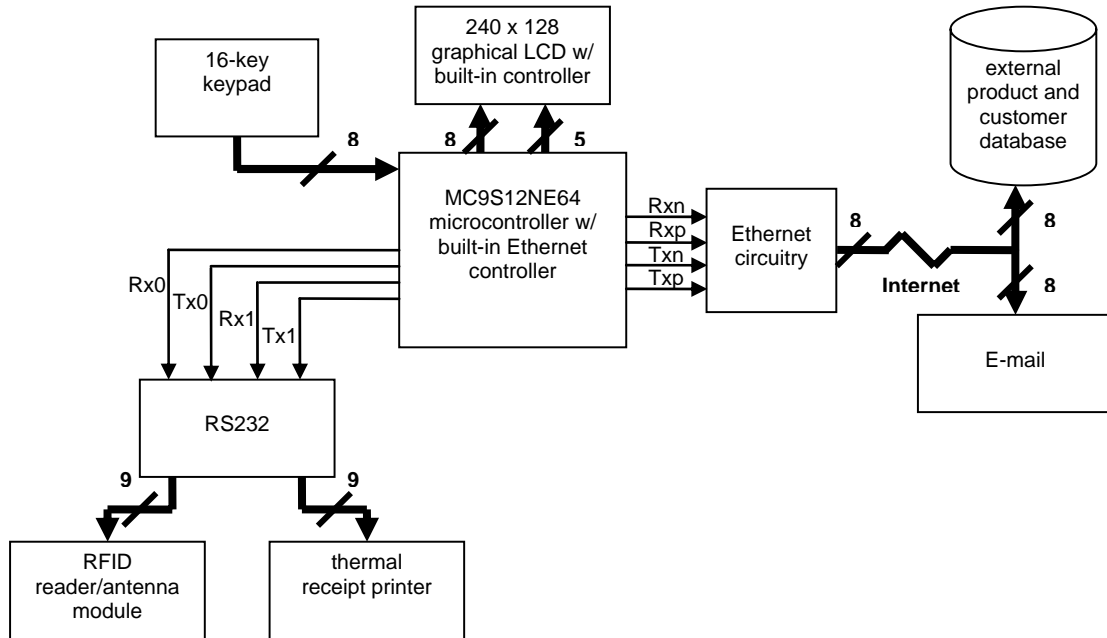 16-key
keypad
240 x 128
graphical LCD w/
built-in controller
external
product and
customer
database
8
8
5
MC9S12NE64
microcontroller w/
built-in Ethernet
controller
Rxn
Rxp
Txn
Txp
Ethernet
circuitry
8
Internet
8
8
E-mail
Rx0
Tx0
Rx1
Tx1
RS232
9
9
RFID
reader/antenna
module
thermal
receipt printer